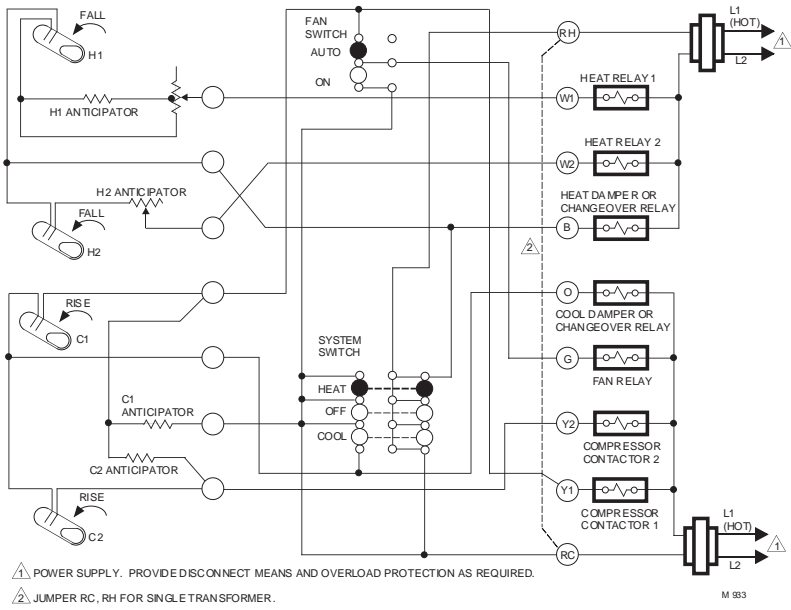 FALL
H1
H1 ANTICIPATOR
H2 ANTICIPATOR
FALL
H2
RISE
C1
C1
ANTICIPATOR
C2 ANTICIPATOR
RISE
C2
FAN
SWITCH
AUTO
ON
SYSTEM
SWITCH
HEAT
OFF
COOL
2
RH
W1
W2
B
O
G
Y2
Y1
RC
HEAT RELAY 1
HEAT RELAY 2
HEAT DAMPER OR
CHANGEOVER RELAY
COOL DAMPER OR
CHANGEOVER RELAY
FAN RELAY
COMPRESSOR
CONTACTOR 2
COMPRESSOR
CONTACTOR 1
L1
(HOT)
L2
1
L1
(HOT)
L2
1
1 POWER SUPPLY. PROVIDE DISCONNECT MEANS AND OVERLOAD PROTECTION AS REQUIRED.
2 JUMPER RC, RH FOR SINGLE TRANSFORMER.
M 933